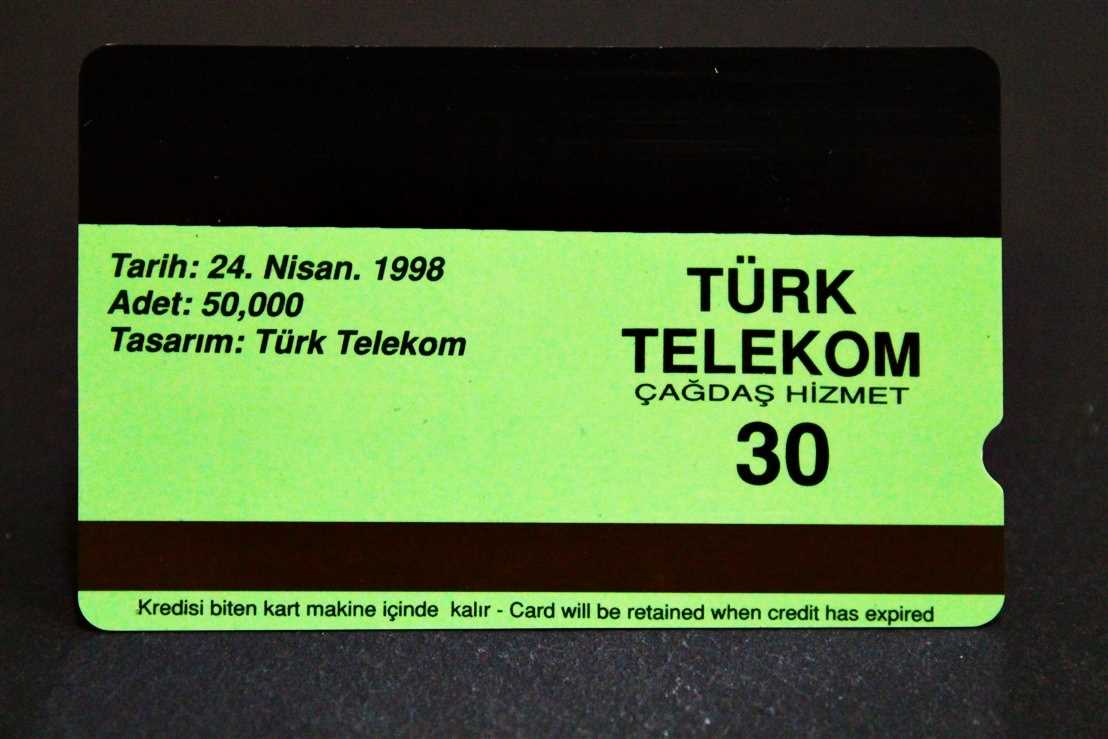 Tarih: 24. Nisan. 1998
Adet: 50,000
Tasarım: Türk Telekom
TÜRK
TELEKOM
ÇAĞDAŞ HİZMET
30
Kredisi biten kart makine içinde kalır - Card will be retained when credit has expired